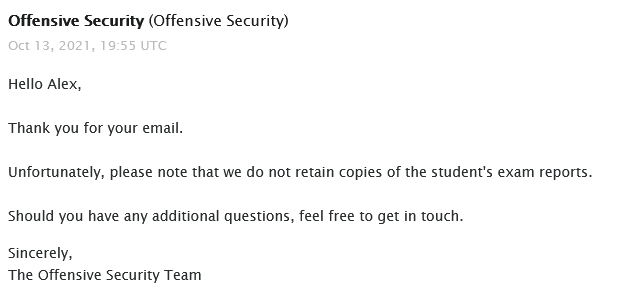 Offensive Security (Offensive Security)
Oct 13, 2021, 19:55 UTC
Hello Alex,
Thank you for your email.
Unfortunately, please note that we do not retain copies of the student's exam reports.
Should you have any additional questions, feel free to get in touch.
Sincerely,
The Offensive Security Team